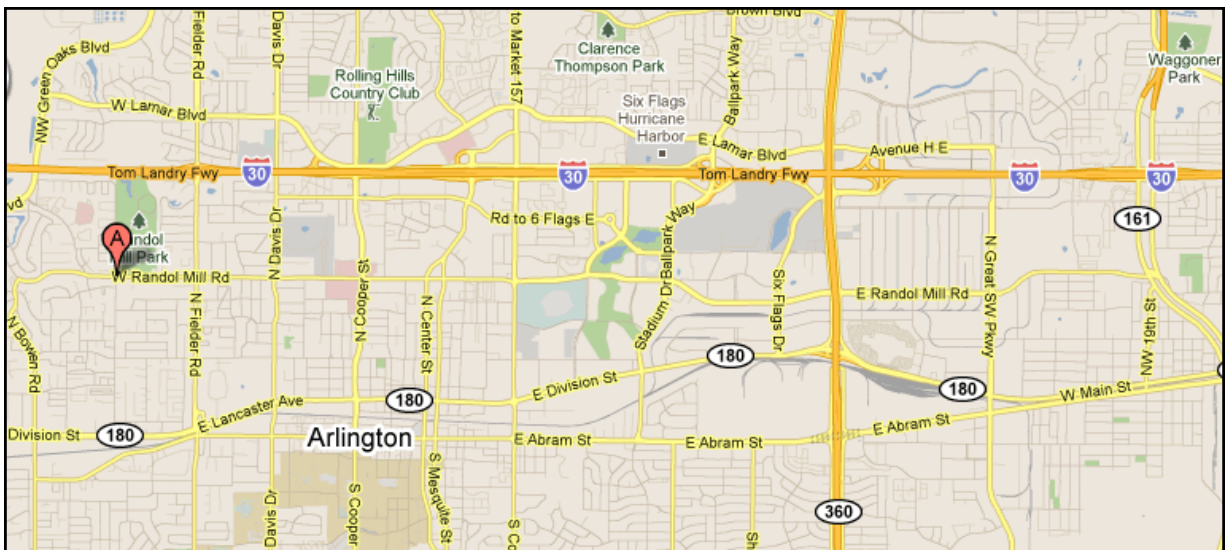 Brown Blvd
NW Green Oaks Blvd
Fielder Rd
Davis Dr
to Market 157
Clarence
Thompson Park
Ballpark Way
Waggoner
Park
Rolling Hills
Country Club
W Lamar Blvd
Six Flags
Hurricane
Harbor
E Lamar Blvd
Avenue H E
Tom Landry Fwy
30
30
Tom Landry Fwy
30
30
vd
A
Park
N Davis Dr
Rd to 6 Flags E
Ballpark Way
161
W Randol Mill Rd
N Cooper St
N Center St
Stadium Dr
Six Flags Dr
E Randol Mill Rd
N Great SW Pkwy
NW 19th St
N Bowen Rd
N Fielder Rd
180
E Division St
180
W Main St
180
E Lancaster Ave
Division St
180
Arlington
E Abram St
E Abram St
E Abram St
Davis Dr
S Cooper
S Mesquite St
S Co
Sh
360